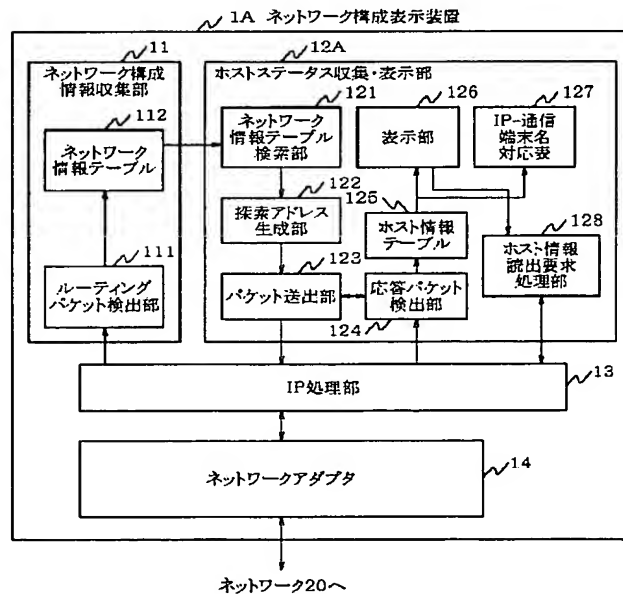 1A ネットワーク構成表示装置
11
ネットワーク構成
情報収集部
112
ネットワーク
情報テーブル
111
ルーティング
パケット検出部
12A
ホストステータス収集・表示部
121
ネットワーク
情報テーブル
検索部
122
探索アドレス
生成部
123
パケット送出部
126
表示部
127
IP-通信
端末名
対応表
125
ホスト情報
テーブル
128
ホスト情報
読出要求
処理部
応答パケット
検出部
124
IP処理部
13
ネットワークアダプタ
14
ネットワーク20へ